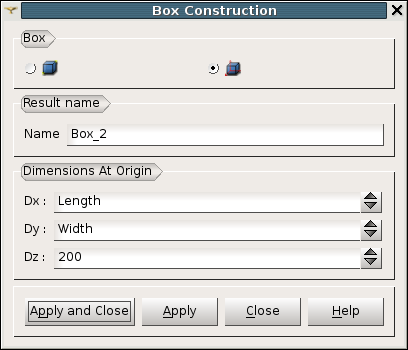 Box Construction
Box
Result name
Name Box_2
Dimensions At Origin
Dx : Length
Dy : Width
Dz : 200
Apply and Close Apply Close Help